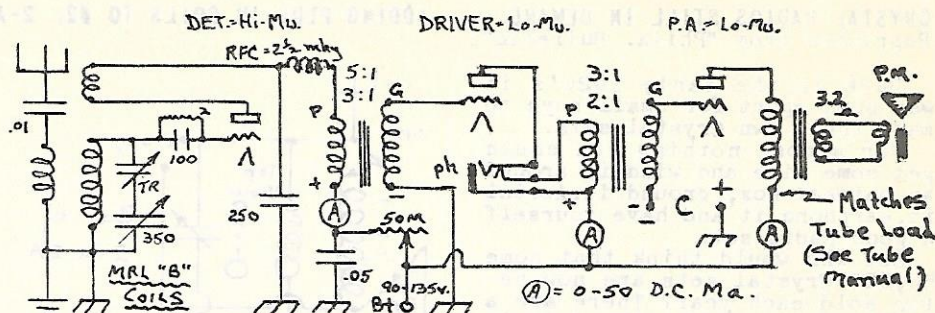 DET.=Hi-Mu.
DRIVER=Lo-Mu.
PA=Lo-Mu.
RFC=2½ mhy
5:1
3:1
P
G
+
-
A
.01
2
100
TR
350
MRL "B"
COILS
250
.05
50M
90-135v.
B+
ph
3:1
2:1
P
G
+
-
C
+
A
3.2
P.M.
A
Matches
Tube Load
(See Tube
Manual)
A = 0-50 D.C Ma.